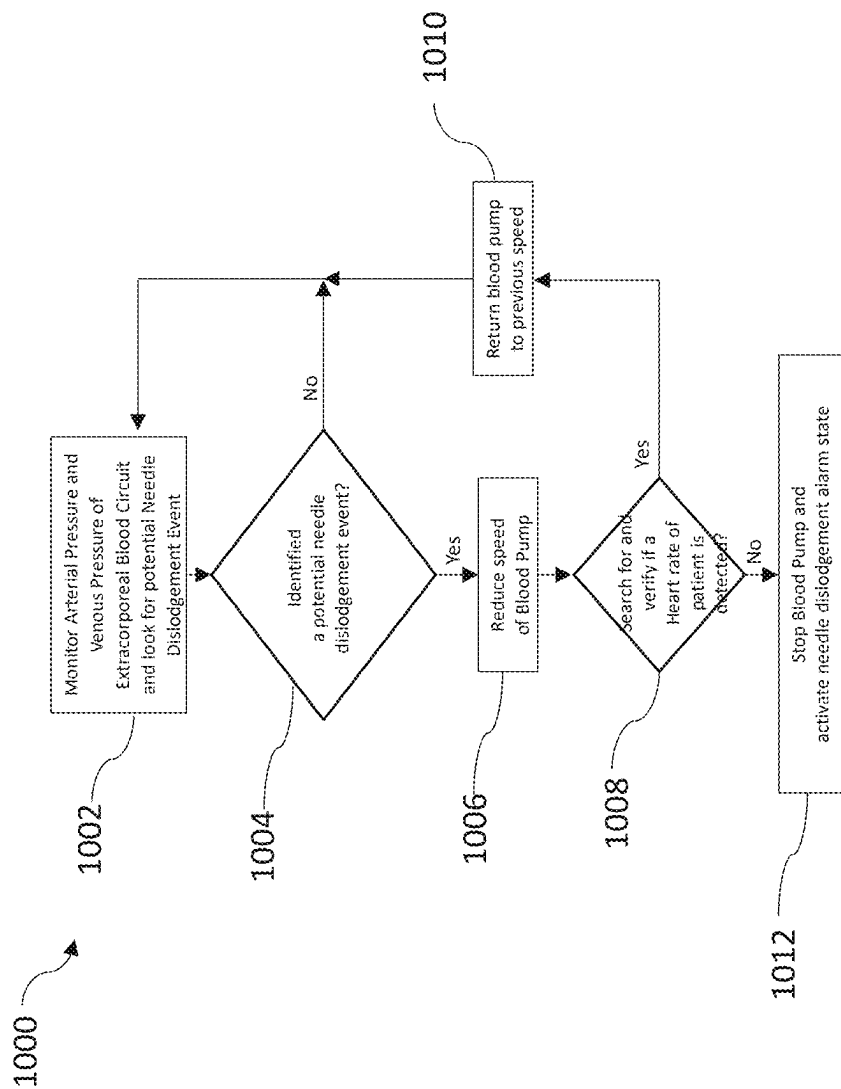 1000
1002
Monitor Arterial Pressure and
Venous Pressure of
Extracorporeal Blood Circuit
and look for potential Needle
Dislodgement Event
1004
Identified
a potential needle
dislodgement event?
No
Yes
1006
Reduce speed
of Blood Pump
1008
Search for and
verify if a
Heart rate of
patient is
detected?
Yes
1010
Return blood pump
to previous speed
No
1012
Stop Blood Pump and
activate needle dislodgement alarm state